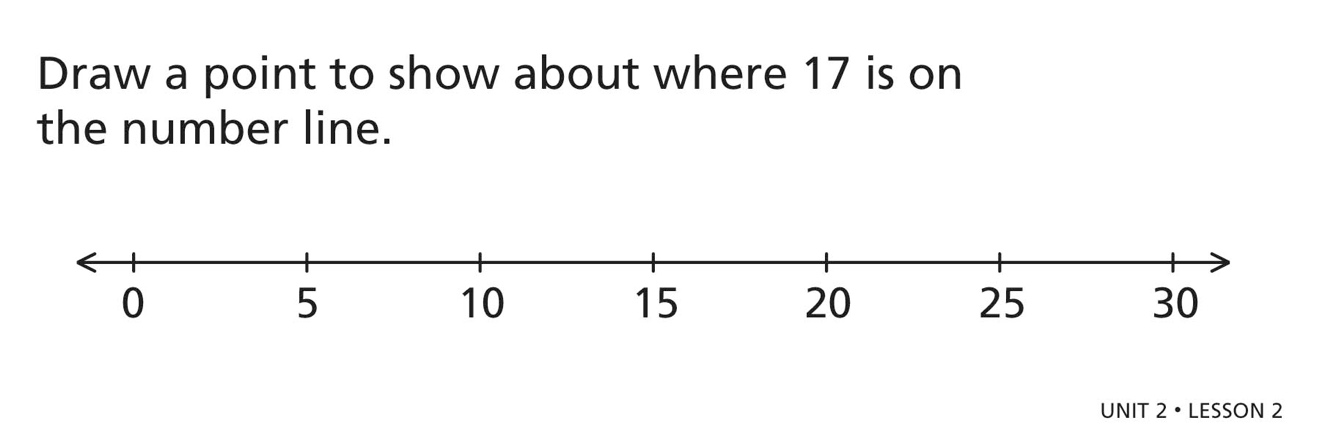 Draw a point to show about where 17 is on
the number line.
0 5 10 15 20 25 30
UNIT 2 • LESSON 2